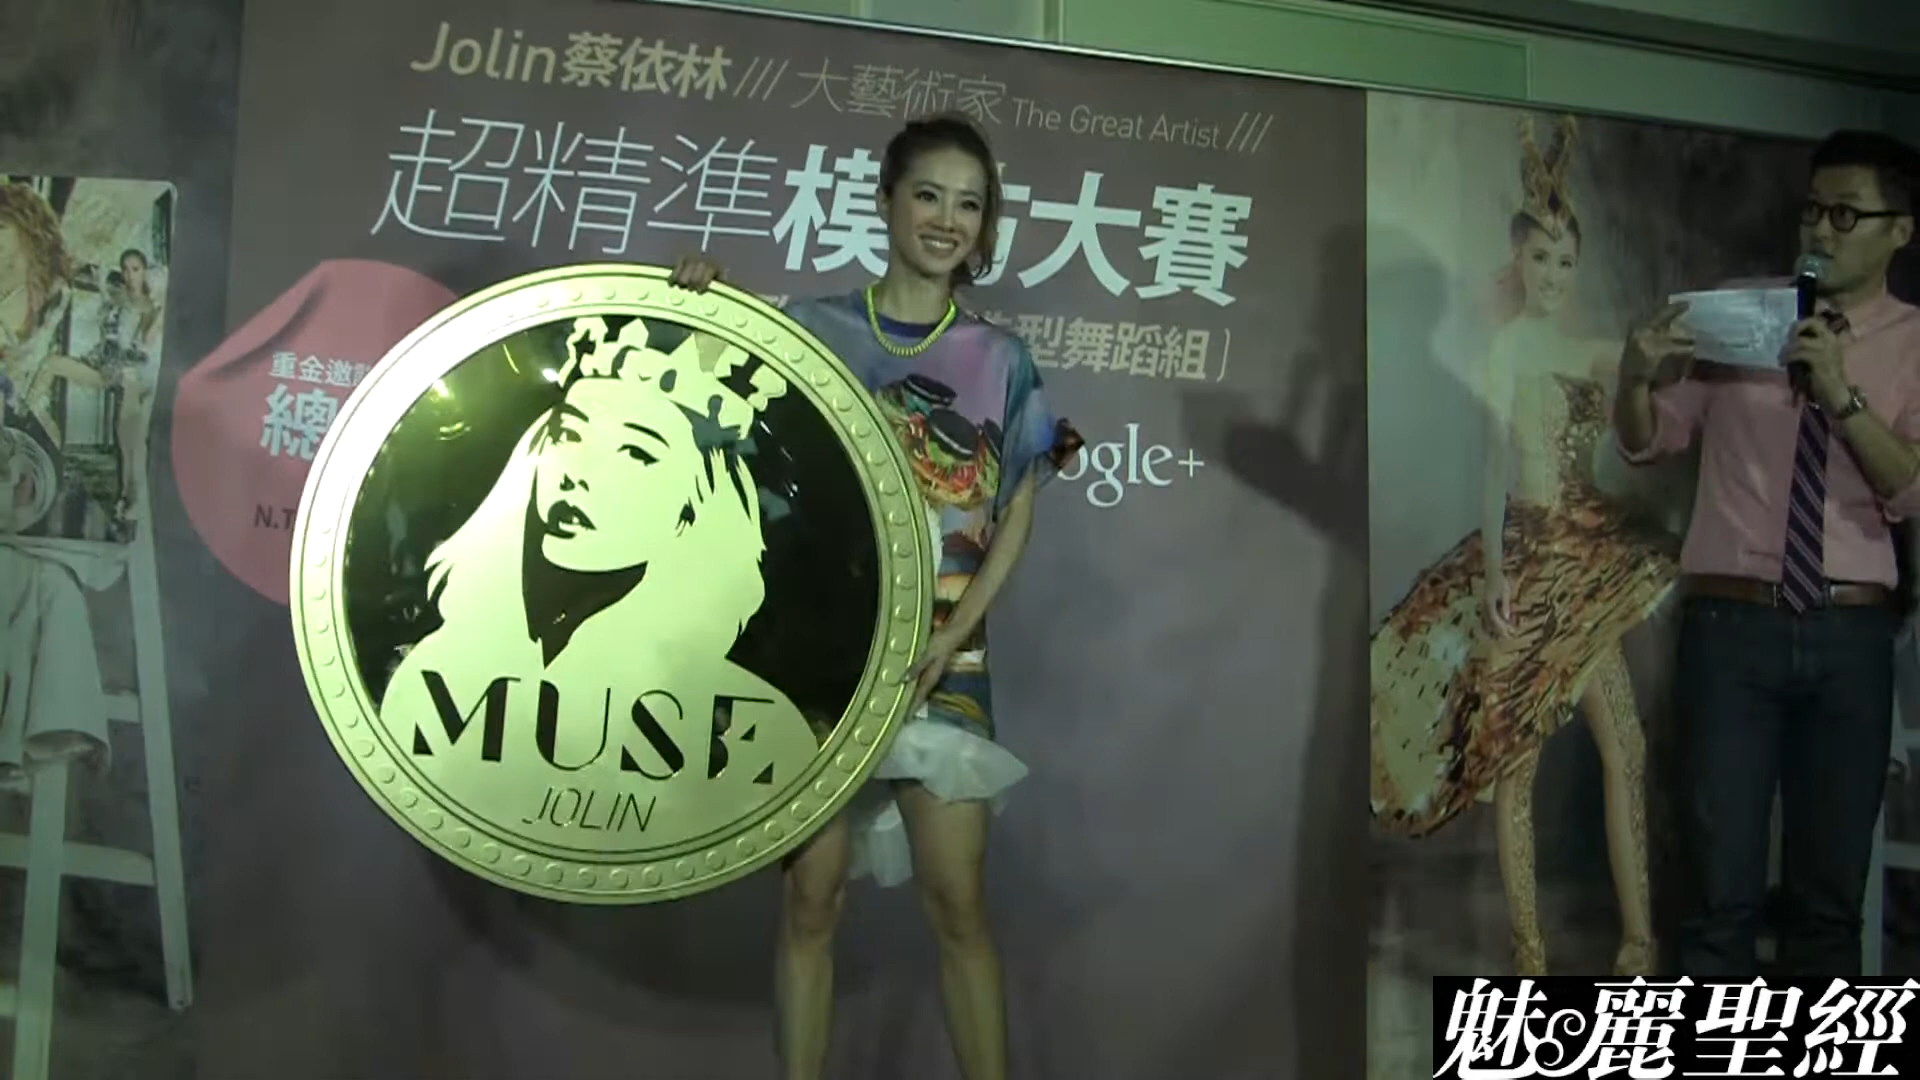 Jolin蔡依林///大藝術家 The Great Artist///
超精準模仿大賽
造型舞蹈組)
重金邀
總
N.T
ogle+
MUSE
JOLIN
魅麗聖經